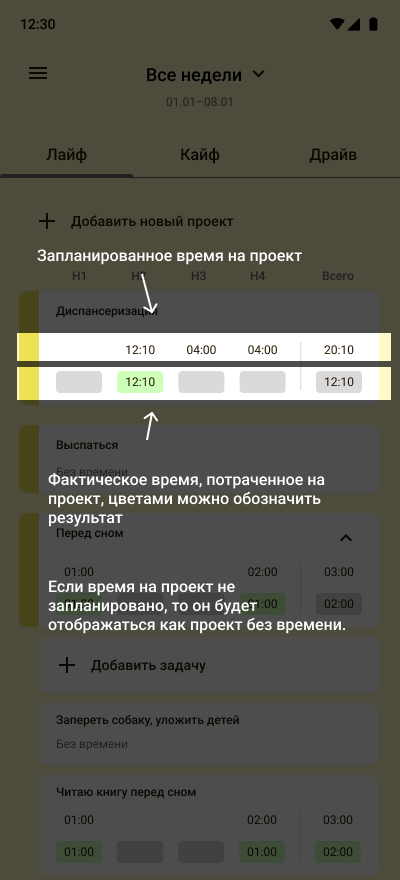 12:30
Все недели
01.01–08.01
Лайф Кайф Драйв
Добавить новый проект
Запланированное время на проект
Н1 Н2 Н3 Н4 Всего
Диспансеризация
12:10 04:00 04:00 20:10
12:10 12:10
Выспаться
Без времени
Фактическое время, потраченное на
проект, цветами можно обозначить
результат
Перед сном
01:00 02:00 03:00
Если время на проект не
запланировано, то он будет
01:00 01:00 02:00
отображаться как проект без времени.
Добавить задачу
Запереть собаку, уложить детей
Без времени
Читаю книгу перед сном
01:00 02:00 03:00
01:00 01:00 02:00